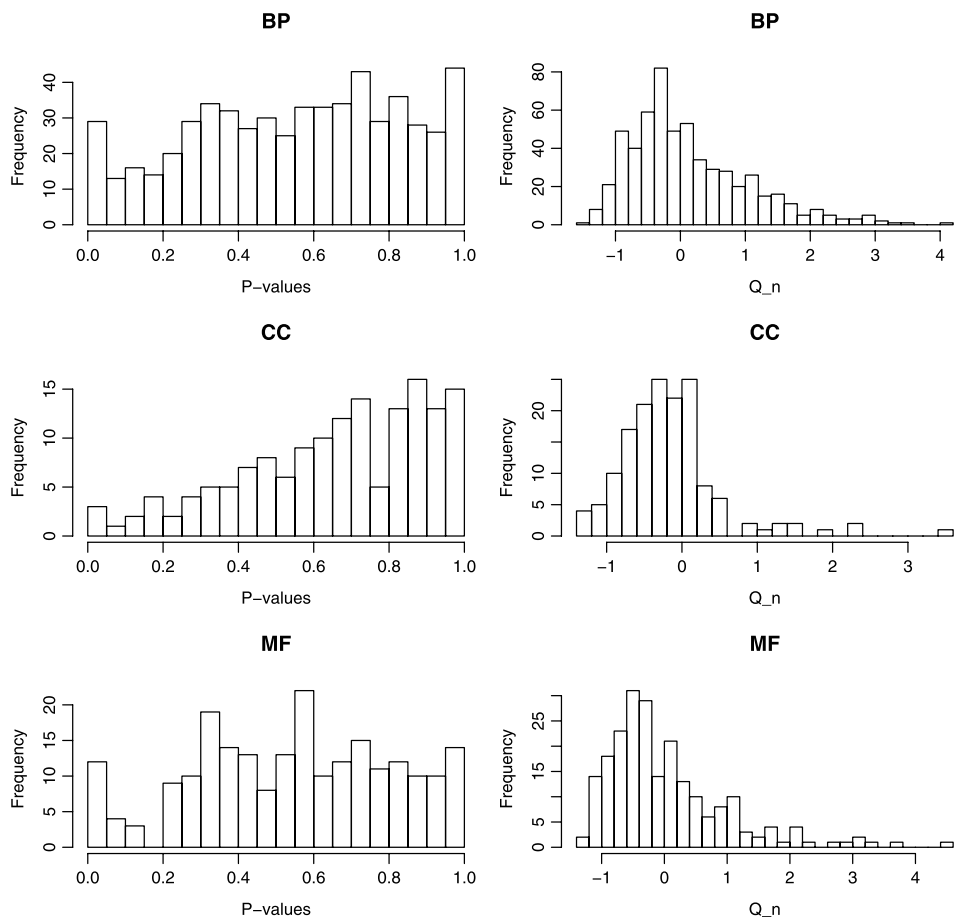 BP
Frequency
0 10 20 30 40
0.0 0.2 0.4 0.6 0.8 1.0
P−values
BP
Frequency
0 20 40 60 80
−1 0 1 2 3 4
Q_n
CC
Frequency
0 5 10 15
0.0 0.2 0.4 0.6 0.8 1.0
P−values
CC
Frequency
0 5 10 20
−1 0 1 2 3
Q_n
MF
Frequency
0 5 10 15 20
0.0 0.2 0.4 0.6 0.8 1.0
P−values
MF
Frequency
0 5 15 25
−1 0 1 2 3 4
Q_n